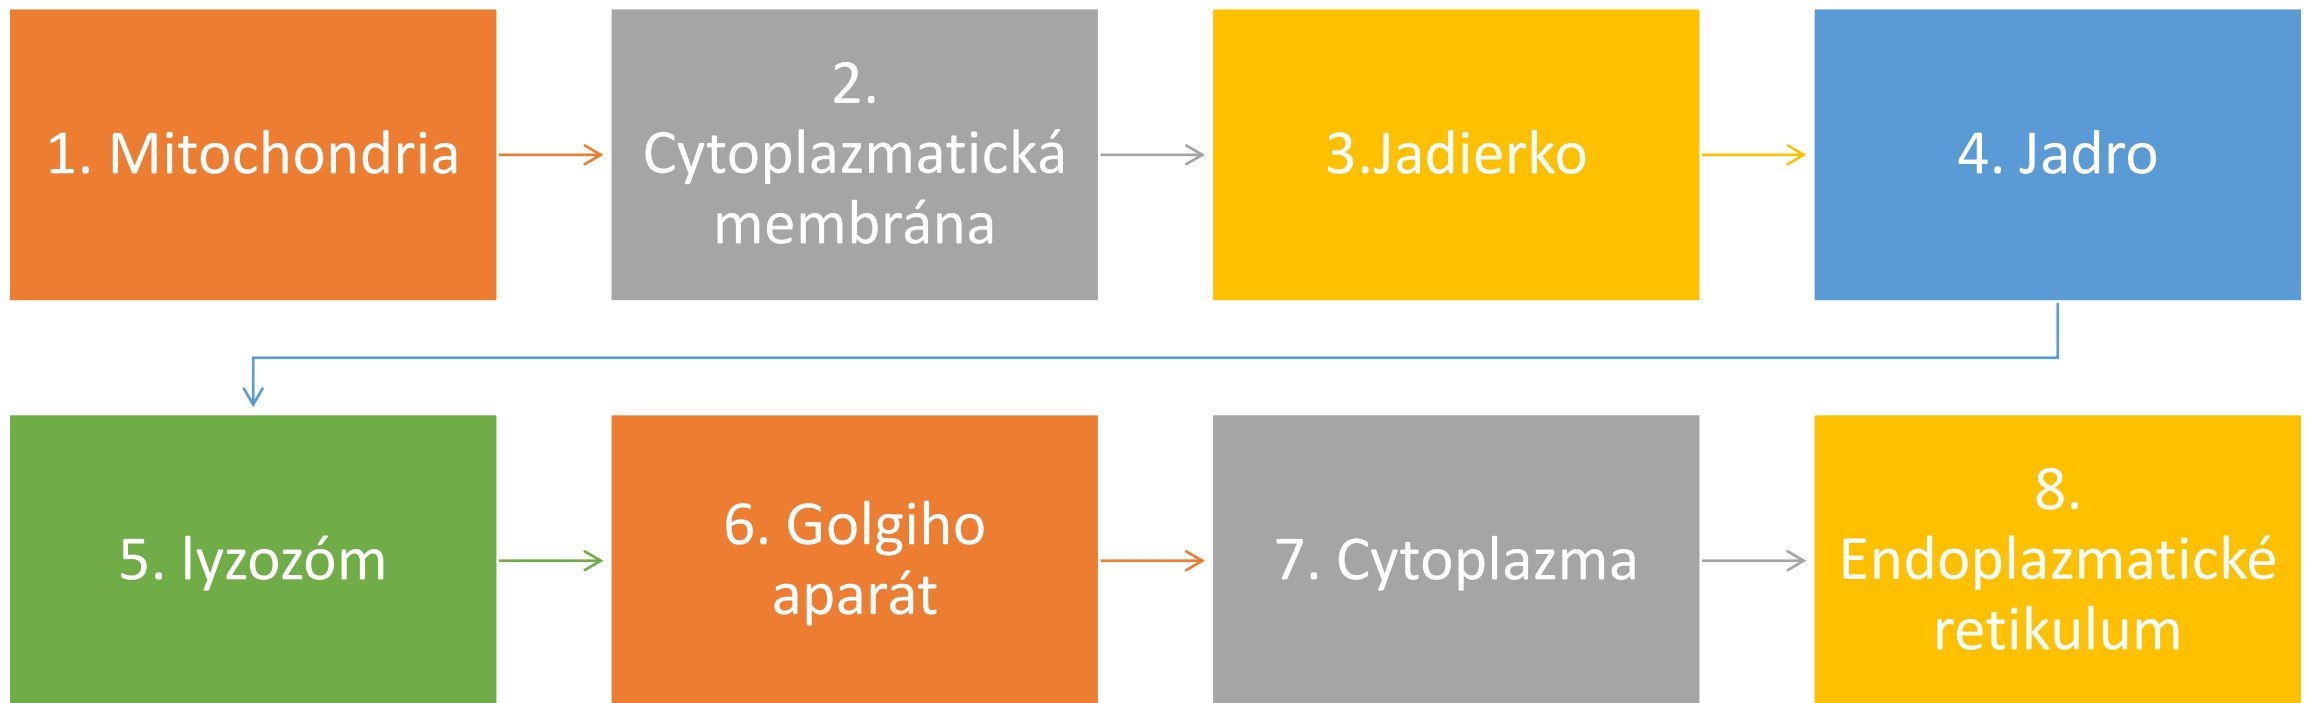 1. Mitochondria
2.
Cytoplazmatická
membrána
3.Jadierko
4. Jadro
5. lyzozóm
6. Golgiho
aparát
7. Cytoplazma
8.
Endoplazmatické
retikulum